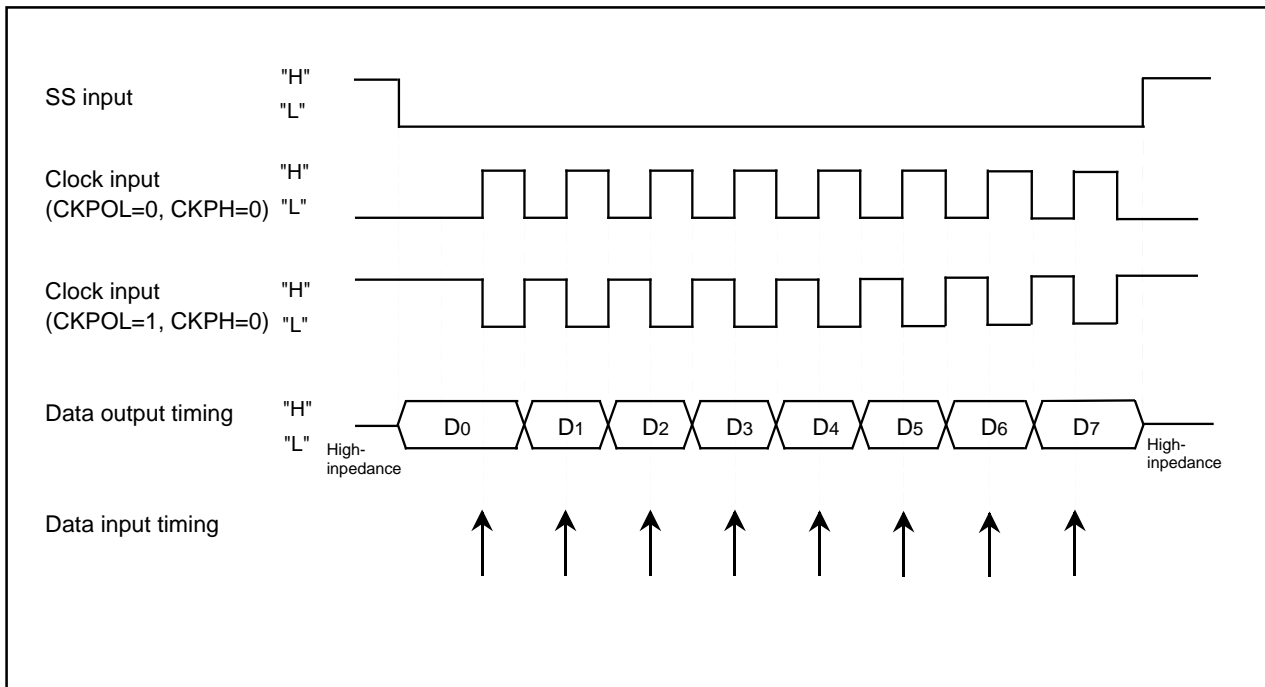 SS input
"H"
"L"
Clock input
(CKPOL=0, CKPH=0)
"H"
"L"
Clock input
(CKPOL=1, CKPH=0)
"H"
"L"
Data output timing
"H"
"L"
High-
inpedance
D0
D1
D2
D3
D4
D5
D6
D7
High-
inpedance
Data input timing